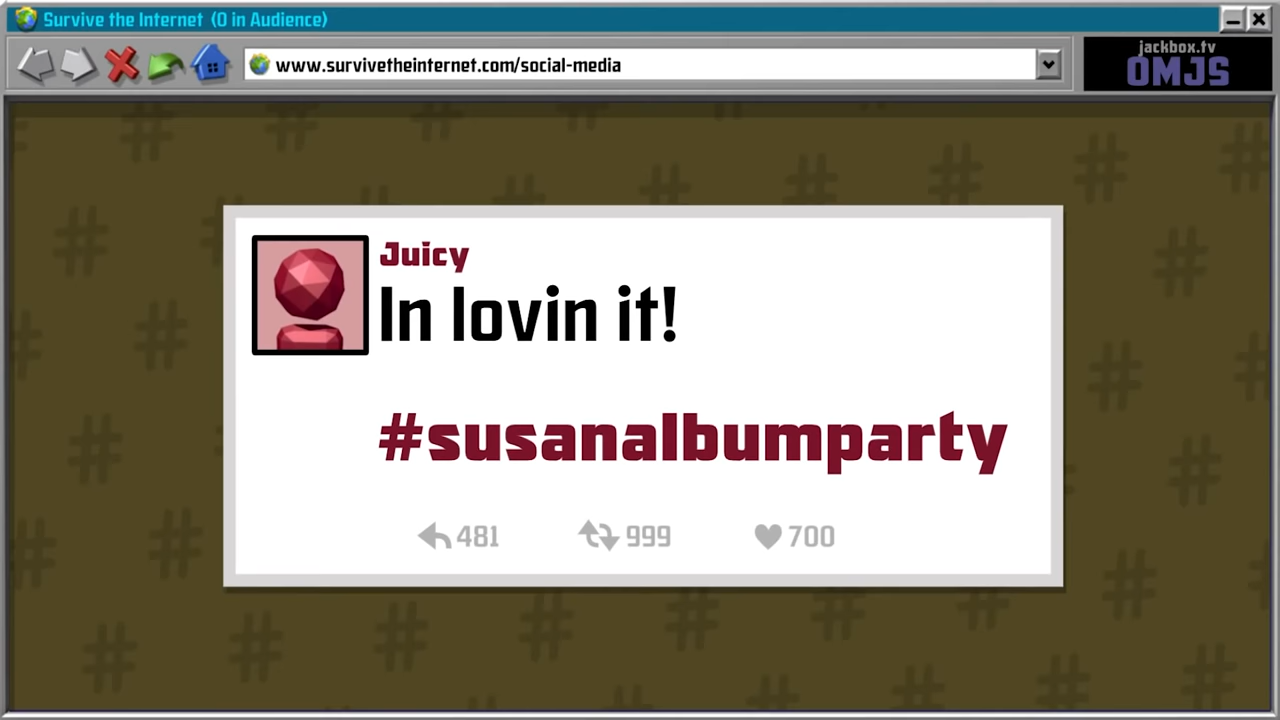 Survive the Internet (0 in Audience)
www.survivetheinternet.com/social-media
jackbox.tv
OMJS
Juicy
In lovin it!
#susanalbumparty
481 999 700